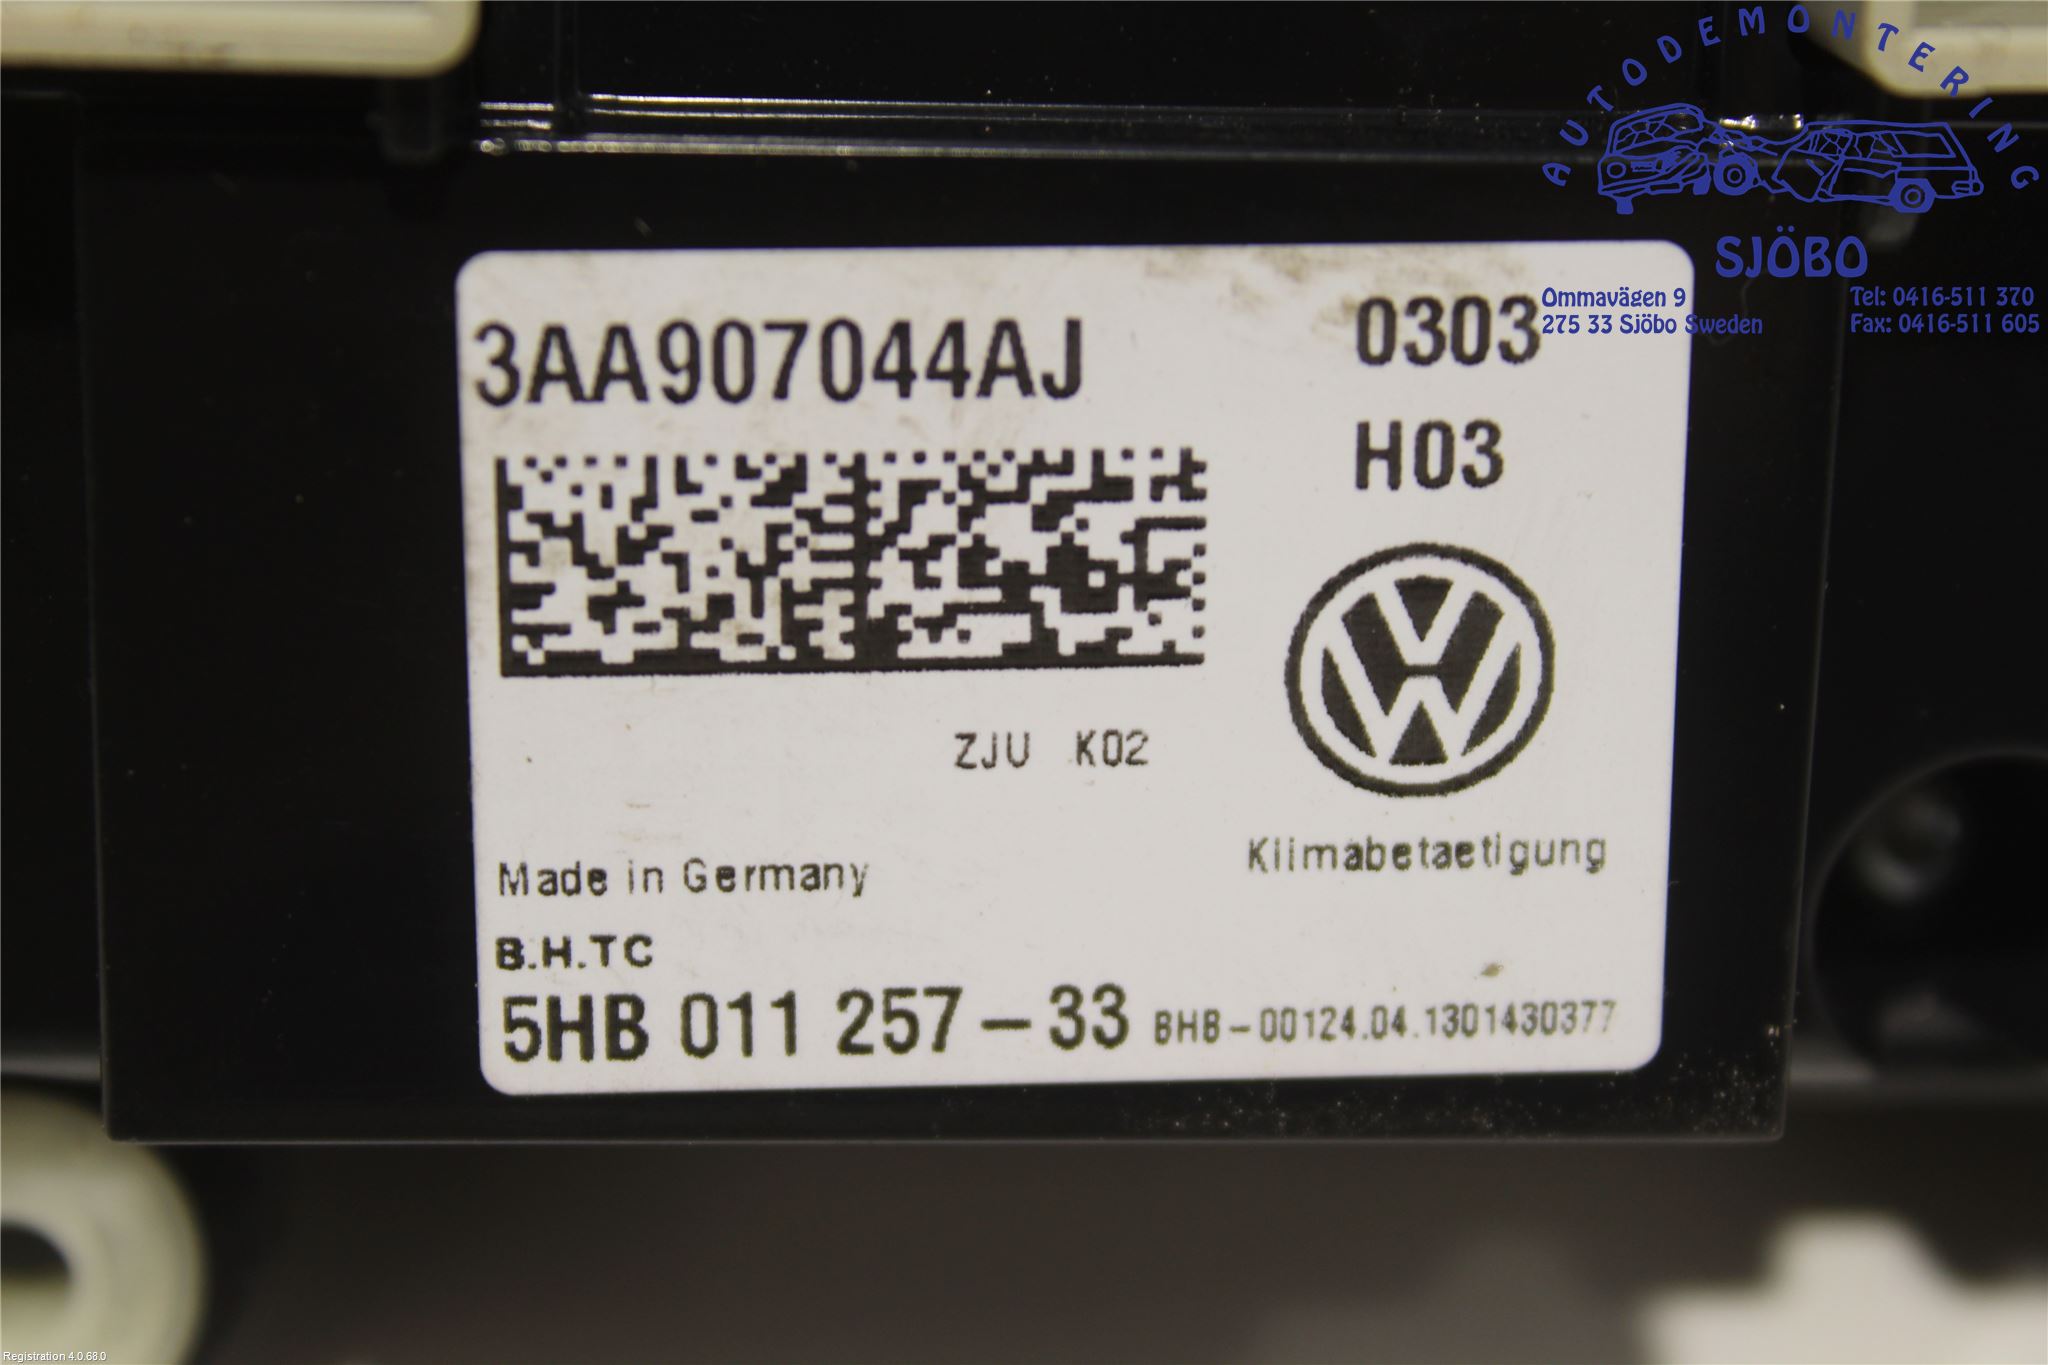 AUTODEMONTERING
SJÖBO
Ommavägen 9
275 33 Sjöbo Sweden
Tel: 0416-511 370
Fax: 0416-511 605
3AA907044AJ
0303
H03
ZJU K02
Klimabetaetigung
Made in Germany
B.H.TC
5HB 011 257-33 BHB-00124.04.1301430377
Registration 4.0.68.0